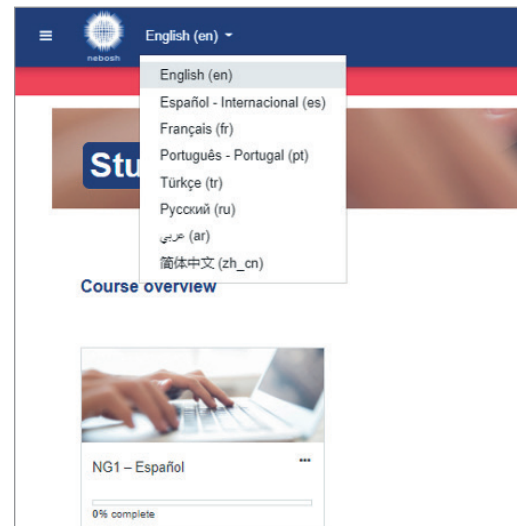 nebosh
English (en)
English (en)
Español - Internacional (es)
Français (fr)
Português - Portugal (pt)
Türkçe (tr)
Русский (ru)
عربي (ar)
简体中文 (zh_cn)
Stu
Course overview
NG1 – Español
0% complete